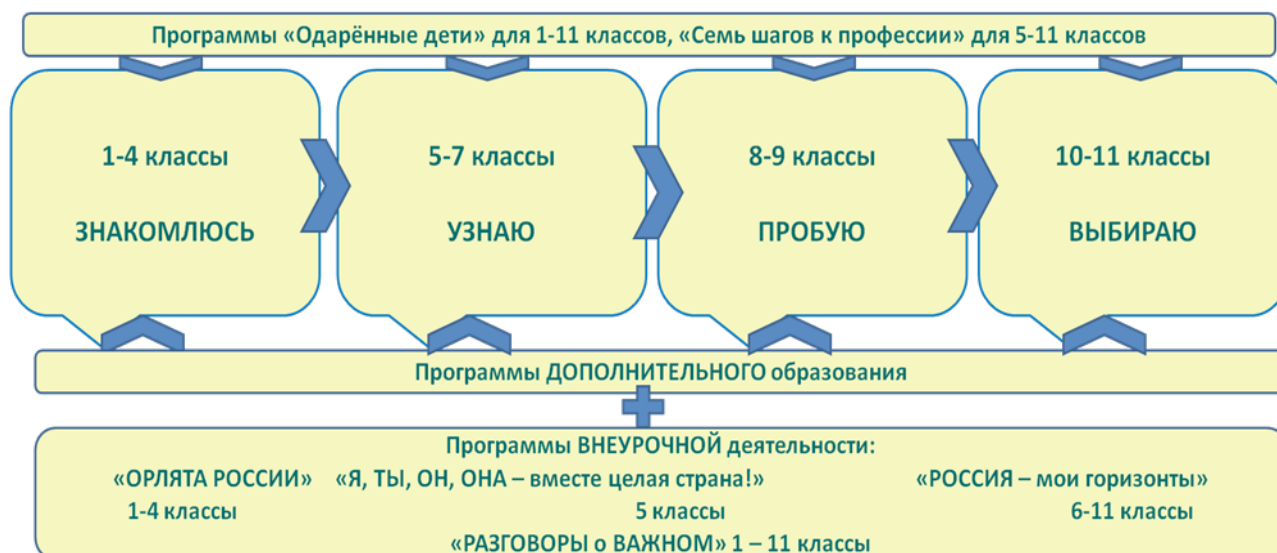 Программы «Одарённые дети» для 1-11 классов, «Семь шагов к профессии» для 5-11 классов
1-4 классы
ЗНАКОМЛЮСЬ
5-7 классы
УЗНАЮ
8-9 классы
ПРОБУЮ
10-11 классы
ВЫБИРАЮ
Программы ДОПОЛНИТЕЛЬНОГО образования
Программы ВНЕУРОЧНОЙ деятельности:
«ОРЛЯТА РОССИИ» «Я, ТЫ, ОН, ОНА – вместе целая страна!» «РОССИЯ – мои горизонты»
1-4 классы 5 классы 6-11 классы
«РАЗГОВОРЫ о ВАЖНОМ» 1 – 11 классы